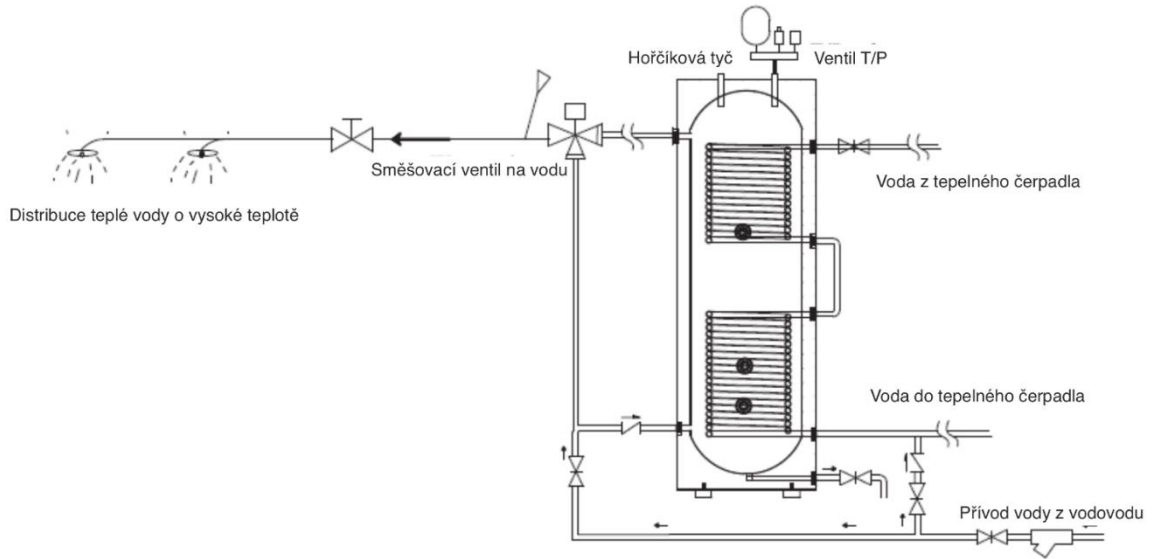 Hořčíková tyč
Ventil T/P
Směšovací ventil na vodu
Voda z tepelného čerpadla
Distribuce teplé vody o vysoké teplotě
Voda do tepelného čerpadla
Přívod vody z vodovodu